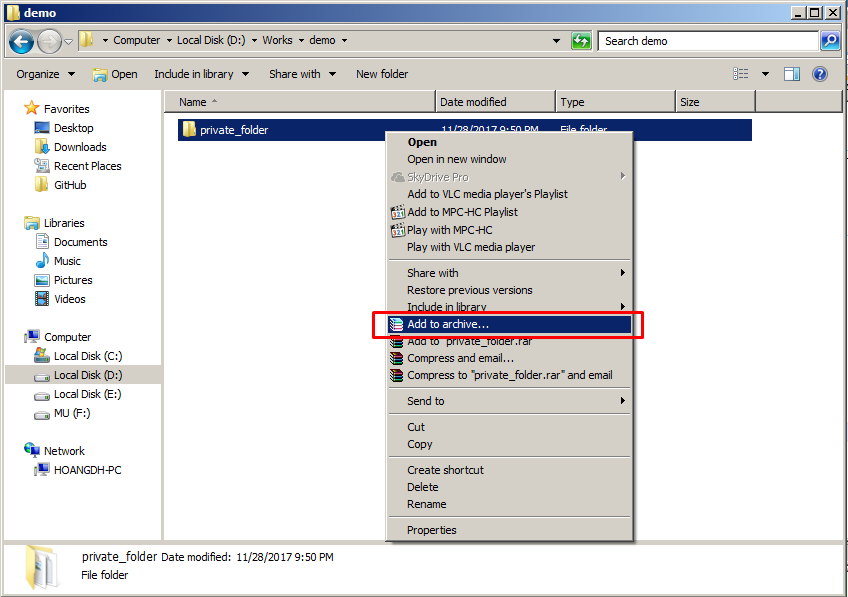 demo
Computer Local Disk (D:) Works demo
Search demo
Organize Open Include in library Share with New folder
Favorites
Desktop
Downloads
Recent Places
GitHub
Libraries
Documents
Music
Pictures
Videos
Computer
Local Disk (C:)
Local Disk (D:)
Local Disk (E:)
MU (F:)
Network
HOANGDH-PC
Name Date modified Type Size
private_folder 11/28/2017 9:50 PM File folder
Open
Open in new window
SkyDrive Pro
Add to VLC media player's Playlist
Add to MPC-HC Playlist
Play with MPC-HC
Play with VLC media player
Share with
Restore previous versions
Include in library
Add to archive...
Add to "private_folder.rar"
Compress and email...
Compress to "private_folder.rar" and email
Send to
Cut
Copy
Create shortcut
Delete
Rename
Properties
private_folder Date modified: 11/28/2017 9:50 PM
File folder